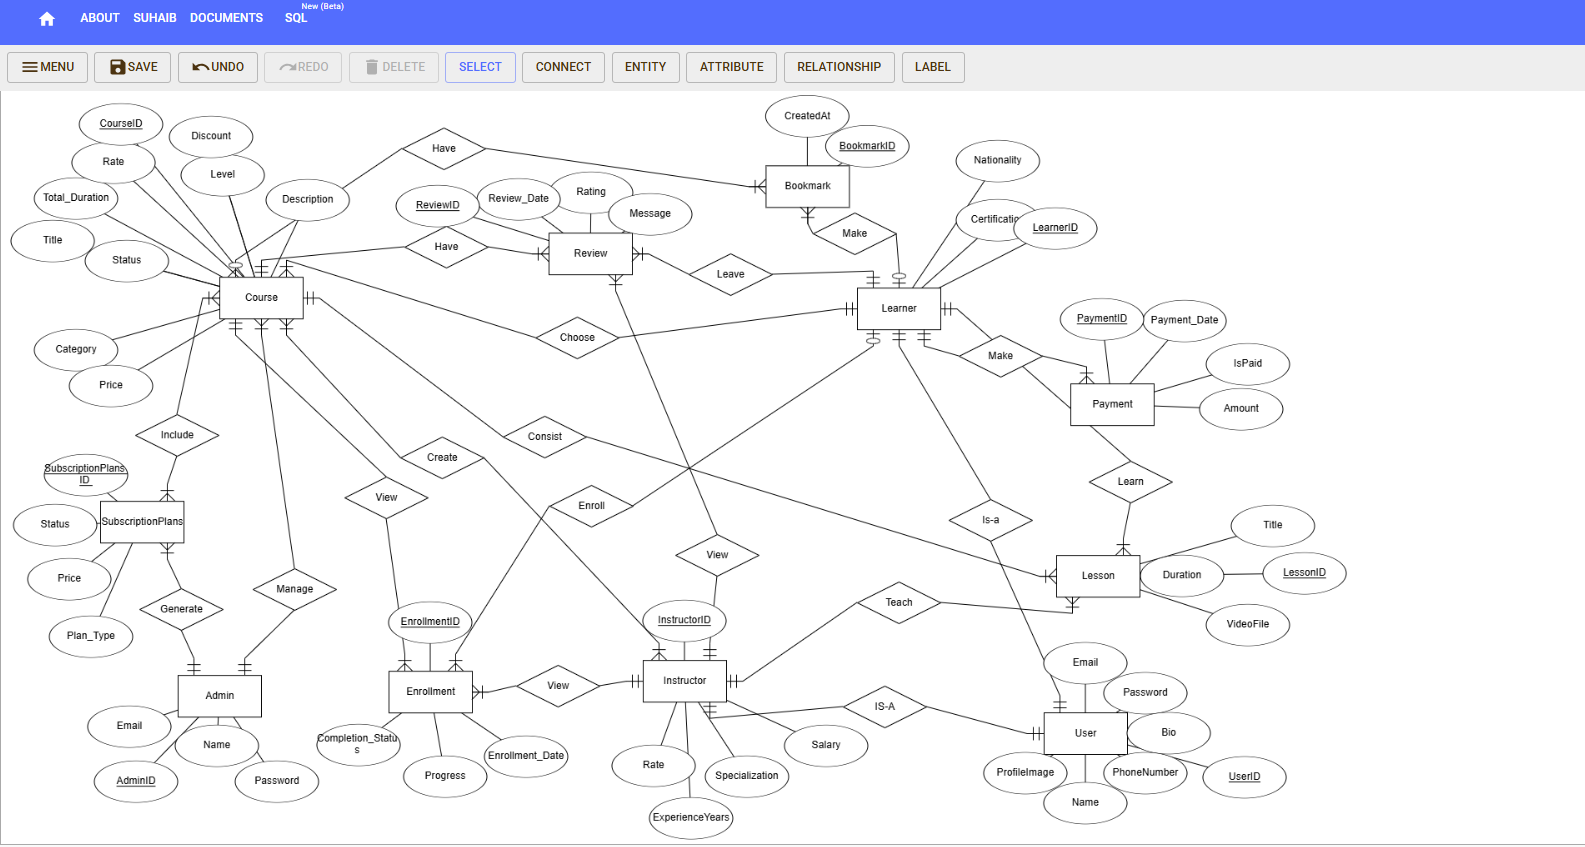 New (Beta)
ABOUT SUHAIB DOCUMENTS SQL
MENU SAVE UNDO REDO DELETE SELECT CONNECT ENTITY ATTRIBUTE RELATIONSHIP LABEL
CreatedAt
CourseID
Discount
Have
BookmarkID
Rate
Nationality
Level
Bookmark
Rating
Total_Duration
Description
Review_Date
ReviewID
Message
Certification
LearnerID
Title
Make
Have
Review
Status
Leave
Course
Learner
PaymentID
Payment_Date
Choose
Category
Make
IsPaid
Price
Payment
Amount
Include
Consist
Create
SubscriptionPlans
ID
Learn
View
Enroll
SubscriptionPlans
Status
Is-a
Title
View
LessonID
Price
Lesson
Duration
Manage
Teach
Generate
EnrollmentID
InstructorID
VideoFile
Plan_Type
Email
Instructor
View
Enrollment
Password
Admin
IS-A
Email
User
Bio
Completion_Statu
s
Name
Salary
Enrollment_Date
Rate
ProfileImage
PhoneNumber
Progress
Specialization
UserID
AdminID
Password
Name
ExperienceYears